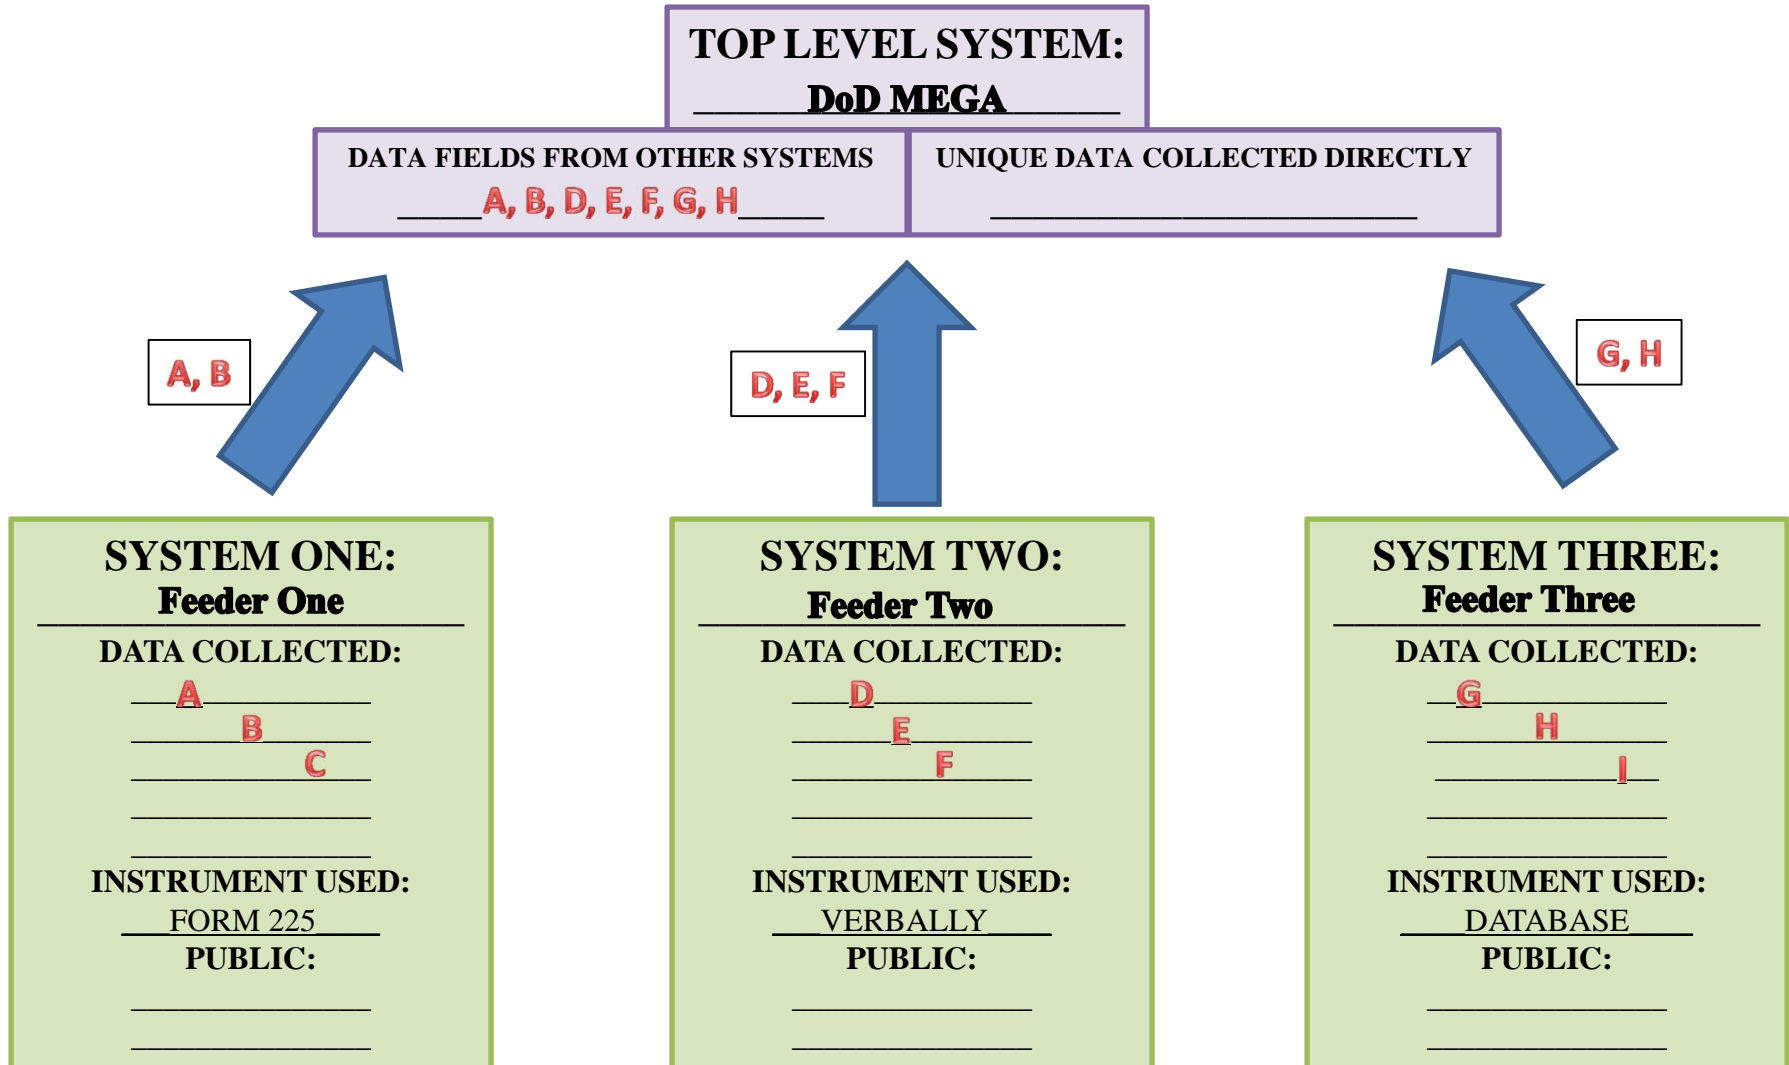 TOP LEVEL SYSTEM:
DoD MEGA
DATA FIELDS FROM OTHER SYSTEMS
A, B, D, E, F, G, H
UNIQUE DATA COLLECTED DIRECTLY
A, B
D, E, F
G, H
SYSTEM ONE:
Feeder One
DATA COLLECTED:
A
B
C
INSTRUMENT USED:
FORM 225
PUBLIC:
SYSTEM TWO:
Feeder Two
DATA COLLECTED:
D
E
F
INSTRUMENT USED:
VERBALLY
PUBLIC:
SYSTEM THREE:
Feeder Three
DATA COLLECTED:
G
H
I
INSTRUMENT USED:
DATABASE
PUBLIC: